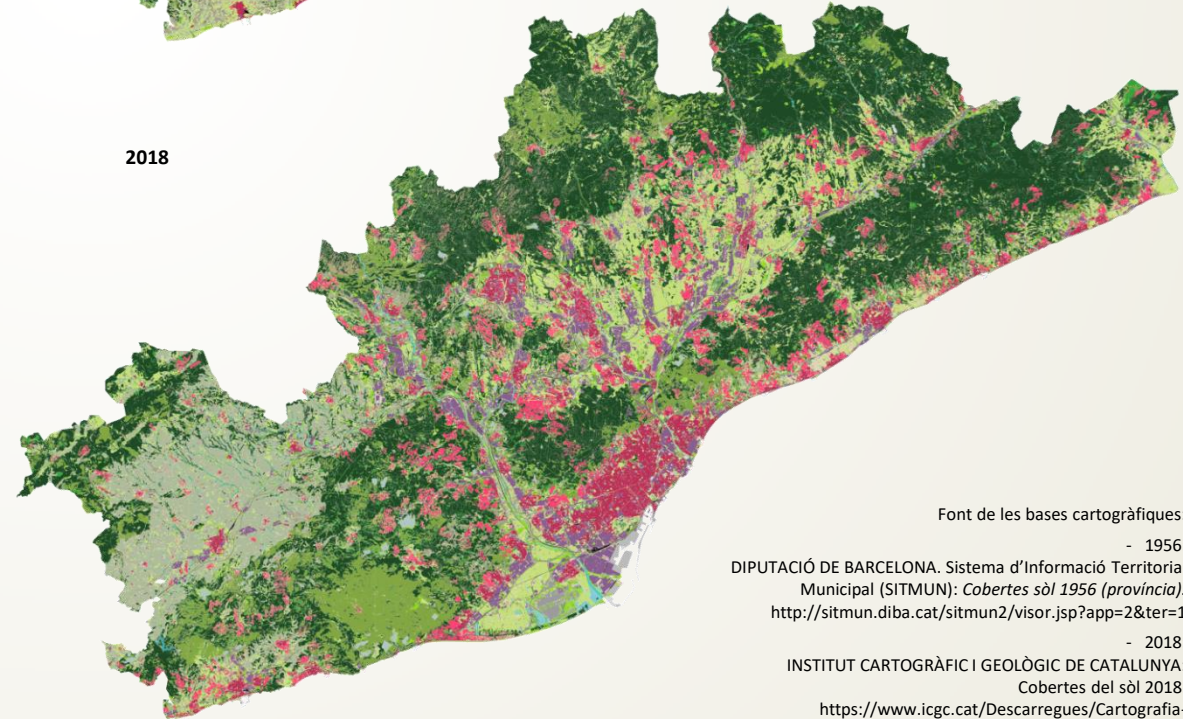 2018
Font de les bases cartogràfiques
- 1956
DIPUTACIÓ DE BARCELONA. Sistema d'Informació Territoria
Municipal (SITMUN): Cobertes sòl 1956 (província).
http://sitmun.diba.cat/sitmun2/visor.jsp?app=2&ter=1
- 2018
INSTITUT CARTOGRÀFIC I GEOLÒGIC DE CATALUNYA
Cobertes del sòl 2018
https://www.icgc.cat/Descarregues/Cartografia-